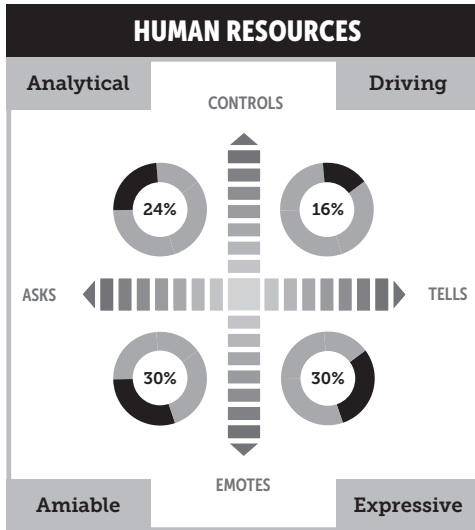 HUMAN RESOURCES
Analytical
Driving
CONTROLS
24%
16%
ASKS
TELLS
30%
30%
EMOTES
Amiable
Expressive